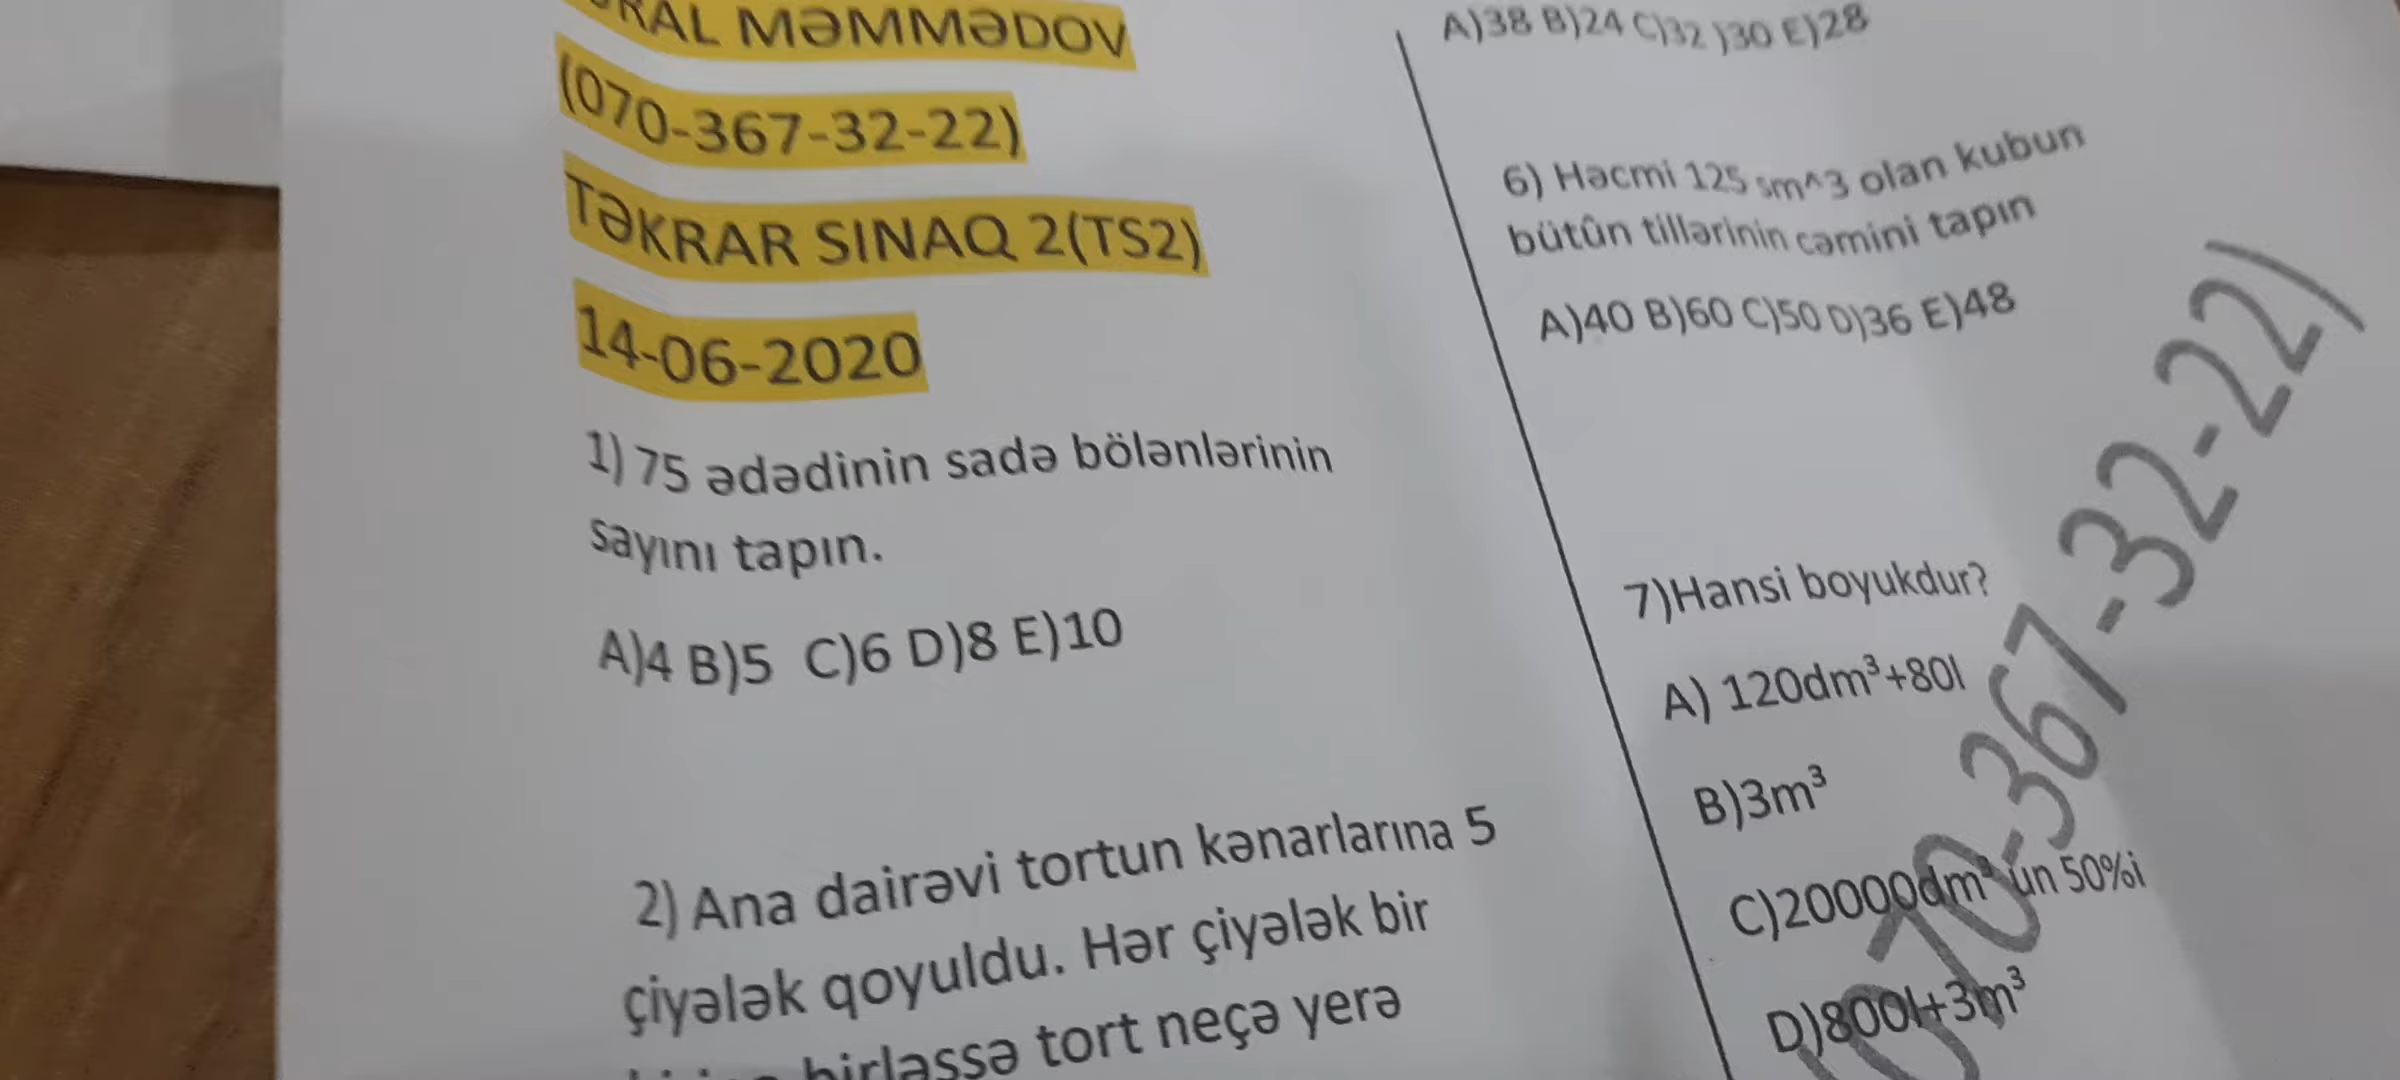 MƏMMƏDOV
(070-367-32-22)
TƏKRAR SINAQ 2(TS2)
14-06-2020
1) 75 ədədinin sadə bölənlərinin
sayını tapın.
A)4 B)5 C)6 D)8 E)10
2) Ana dairəvi tortun kənarlarına 5
çiyələk qoyuldu. Hər çiyələk bir
birləşsə tort neçə yerə
A)38 B)24 C)32 )30 E)28
6) Həcmi 125 sm^3 olan kubun
bütûn tillərinin cəmini tapın
A)40 B)60 C)50 D)36 E)48
7)Hansi boyukdur?
A) 120dm³+80l
B)3m³
C)20000dm³ ün 50%i
D)800l+3m³
070-367-32-22)